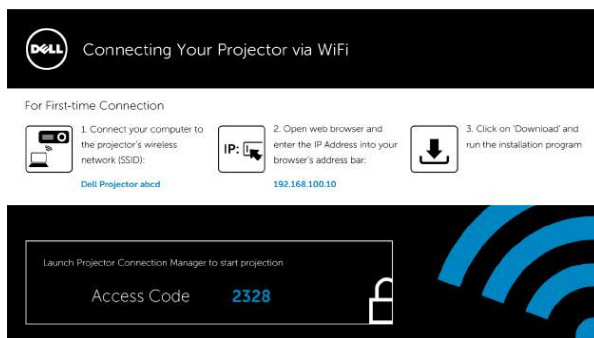 DELL
Connecting Your Projector via WiFi
For First-time Connection
1. Connect your computer to
the projector's wireless
network (SSID):
Dell Projector abcd
IP:
2. Open web browser and
enter the IP Address into your
browser's address bar:
192.168.100.10
3. Click on 'Download' and
run the installation program
Launch Projector Connection Manager to start projection
Access Code 2328